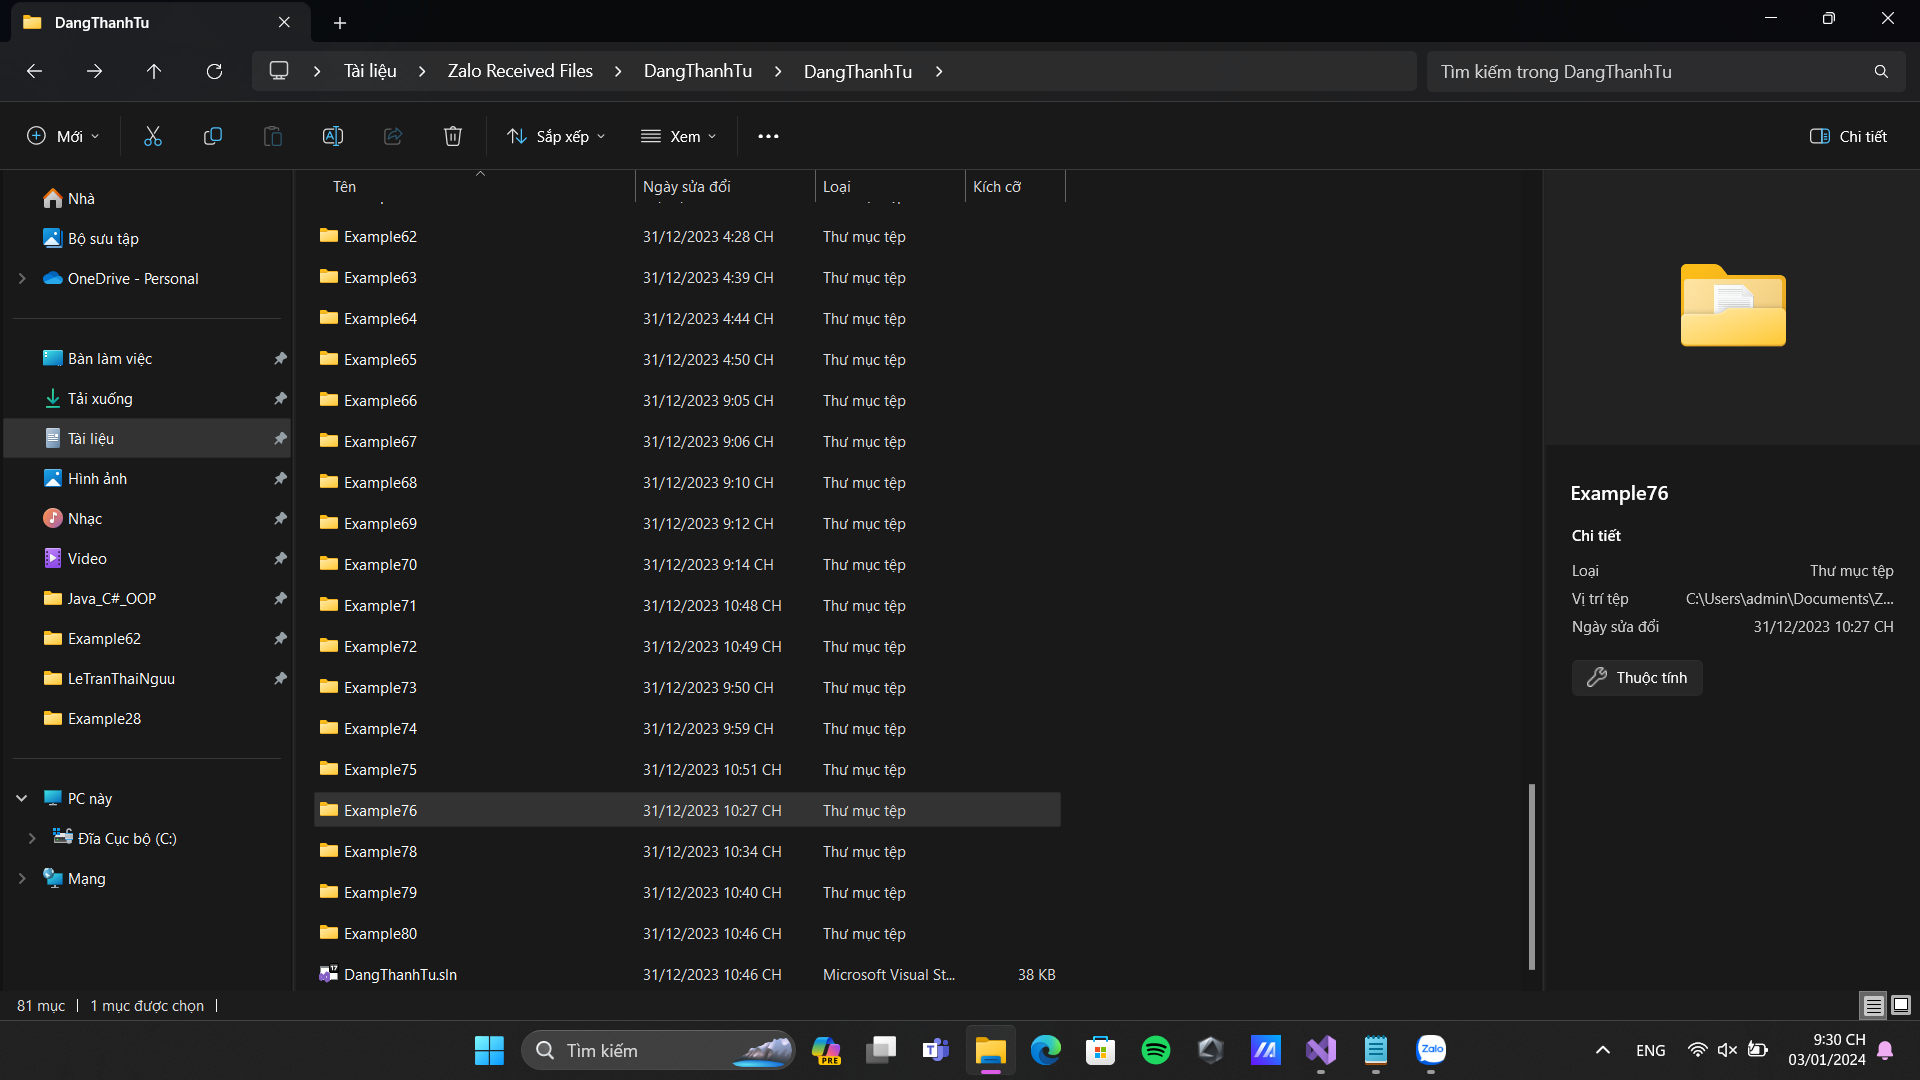 DangThanhTu
Tài liệu > Zalo Received Files > DangThanhTu > DangThanhTu >
Tìm kiếm trong DangThanhTu
Mới
Sắp xếp
Xem
Chi tiết
Nhà
Bộ sưu tập
OneDrive - Personal
Bàn làm việc
Tải xuống
Tài liệu
Hình ảnh
Nhạc
Video
Java_C#_OOP
Example62
LeTranThaiNguu
Example28
PC này
Đĩa Cục bộ (C:)
Mạng
Tên Ngày sửa đổi Loại Kích cỡ
Example62 31/12/2023 4:28 CH Thư mục tệp
Example63 31/12/2023 4:39 CH Thư mục tệp
Example64 31/12/2023 4:44 CH Thư mục tệp
Example65 31/12/2023 4:50 CH Thư mục tệp
Example66 31/12/2023 9:05 CH Thư mục tệp
Example67 31/12/2023 9:06 CH Thư mục tệp
Example68 31/12/2023 9:10 CH Thư mục tệp
Example69 31/12/2023 9:12 CH Thư mục tệp
Example70 31/12/2023 9:14 CH Thư mục tệp
Example71 31/12/2023 10:48 CH Thư mục tệp
Example72 31/12/2023 10:49 CH Thư mục tệp
Example73 31/12/2023 9:50 CH Thư mục tệp
Example74 31/12/2023 9:59 CH Thư mục tệp
Example75 31/12/2023 10:51 CH Thư mục tệp
Example76 31/12/2023 10:27 CH Thư mục tệp
Example78 31/12/2023 10:34 CH Thư mục tệp
Example79 31/12/2023 10:40 CH Thư mục tệp
Example80 31/12/2023 10:46 CH Thư mục tệp
DangThanhTu.sln 31/12/2023 10:46 CH Microsoft Visual St... 38 KB
Example76
Chi tiết
Loại Thư mục tệp
Vị trí tệp C:\Users\admin\Documents\Z...
Ngày sửa đổi 31/12/2023 10:27 CH
Thuộc tính
81 mục | 1 mục được chọn |
Tìm kiếm
PRE
Zalo
ENG
9:30 CH
03/01/2024